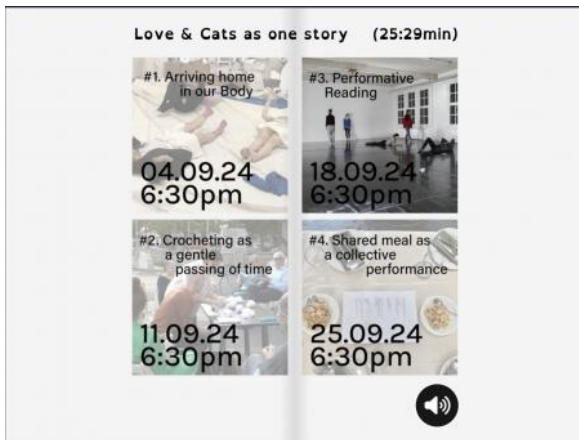 Love & Cats as one story (25:29min)
#1. Arriving home
in our Body
04.09.24
6:30pm
#3. Performative
Reading
18.09.24
6:30pm
#2. Crocheting as
a gentle
passing of time
11.09.24
6:30pm
#4. Shared meal as
a collective
performance
25.09.24
6:30pm